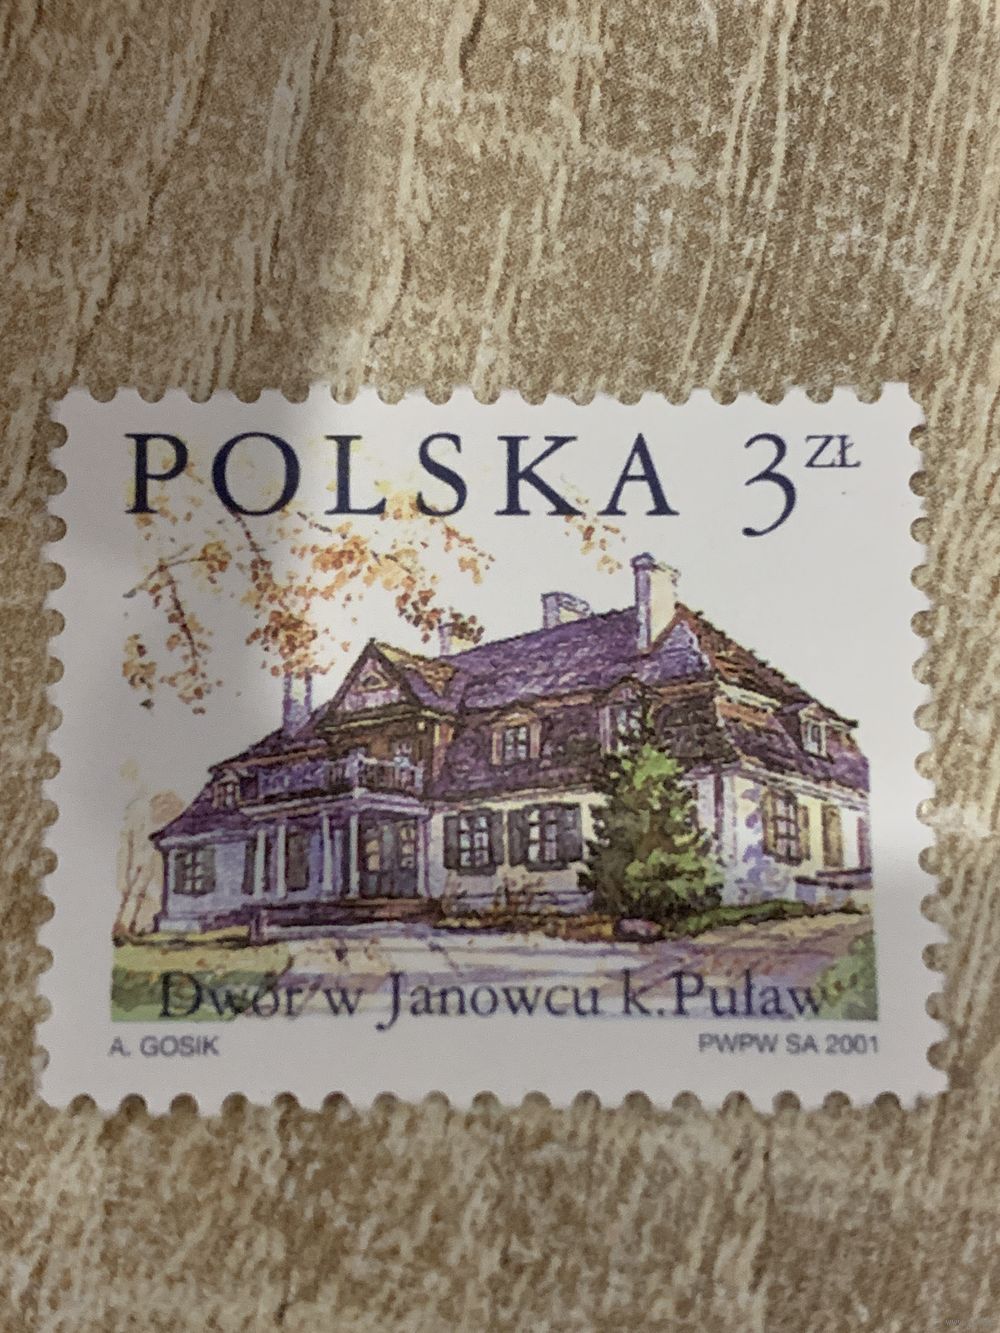 POLSKA 3 ZŁ
Dwór w Janowcu k.Puław
A. GOSIK
PWPW SA 2001